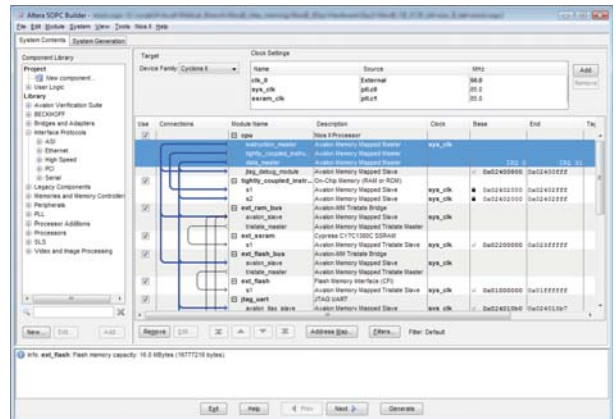 Altera SOPC Builder -
File Edit Module System View Tools Nios II Help
System Contents System Generation
Component Library
Project
New component...
User Logic
Library
Avalon Verification Suite
BECKHOFF
Bridges and Adapters
Interface Protocols
ASI
Ethernet
High Speed
PCI
Serial
Legacy Components
Memories and Memory Controller
Peripherals
PLL
Processor Additions
Processors
SLS
Video and Image Processing
New... Edit... Add...
Target
Device Family: Cyclone II
Clock Settings
Name Source MHz
clk_0 External
sys_clk pll.c0 85.0
ssram_clk pll.c1 85.0
Add
Remove
Use Connections Module Name Description Clock Base End
cpu Nios II Processor
instruction_master Avalon Memory Mapped Master sys_clk
tightly_coupled_instru... Avalon Memory Mapped Master
data_master Avalon Memory Mapped Master IRQ 0 IRQ 31
jtag_debug_module Avalon Memory Mapped Slave
tightly_coupled_instr... On-Chip Memory (RAM or ROM)
s1 Avalon Memory Mapped Slave sys_clk 0x02402000 0x02402fff
s2 Avalon Memory Mapped Slave sys_clk 0x02402000 0x02402fff
ext_ram_bus Avalon-MM Tristate Bridge
avalon_slave Avalon Memory Mapped Slave sys_clk
tristate_master Avalon Memory Mapped Tristate Master
ext_ssram Cypress CY7C1380C SSRAM
s1 Avalon Memory Mapped Tristate Slave sys_clk 0x02200000 0x023fffff
ext_flash_bus Avalon-MM Tristate Bridge
avalon_slave Avalon Memory Mapped Slave sys_clk
tristate_master Avalon Memory Mapped Tristate Master
ext_flash Flash Memory Interface (CFI)
s1 Avalon Memory Mapped Tristate Slave sys_clk 0x01000000 0x01ffffff
jtag_uart JTAG UART
avalon_jtag_slave Avalon Memory Mapped Slave sys_clk 0x024010b0 0x024010b7
Remove Edit... Address Map... Filters... Filter: Default
Info: ext_flash: Flash memory capacity: 16.0 MBytes (16777216 bytes).
Exit Help Prev Next Generate